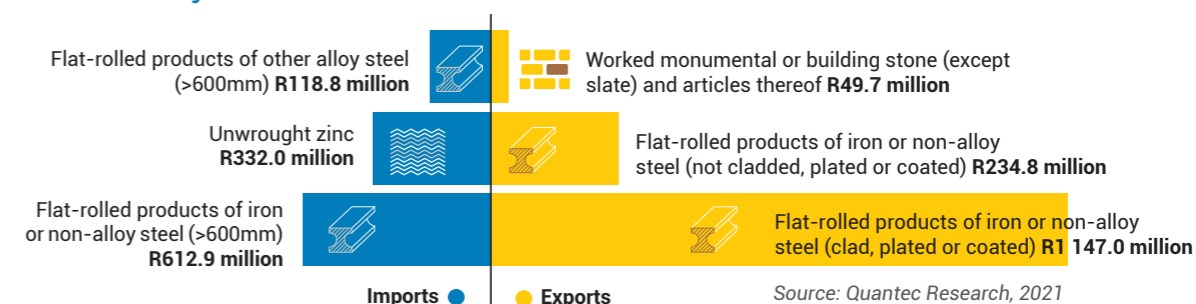 Flat-rolled products of other alloy steel
(>600mm) R118.8 million
Worked monumental or building stone (except
slate) and articles thereof R49.7 million
Unwrought zinc
R332.0 million
Flat-rolled products of iron or non-alloy
steel (not cladded, plated or coated) R234.8 million
Flat-rolled products of iron
or non-alloy steel (>600mm)
R612.9 million
Flat-rolled products of iron or non-alloy
steel (clad, plated or coated) R1 147.0 million
Imports
Exports
Source: Quantec Research, 2021